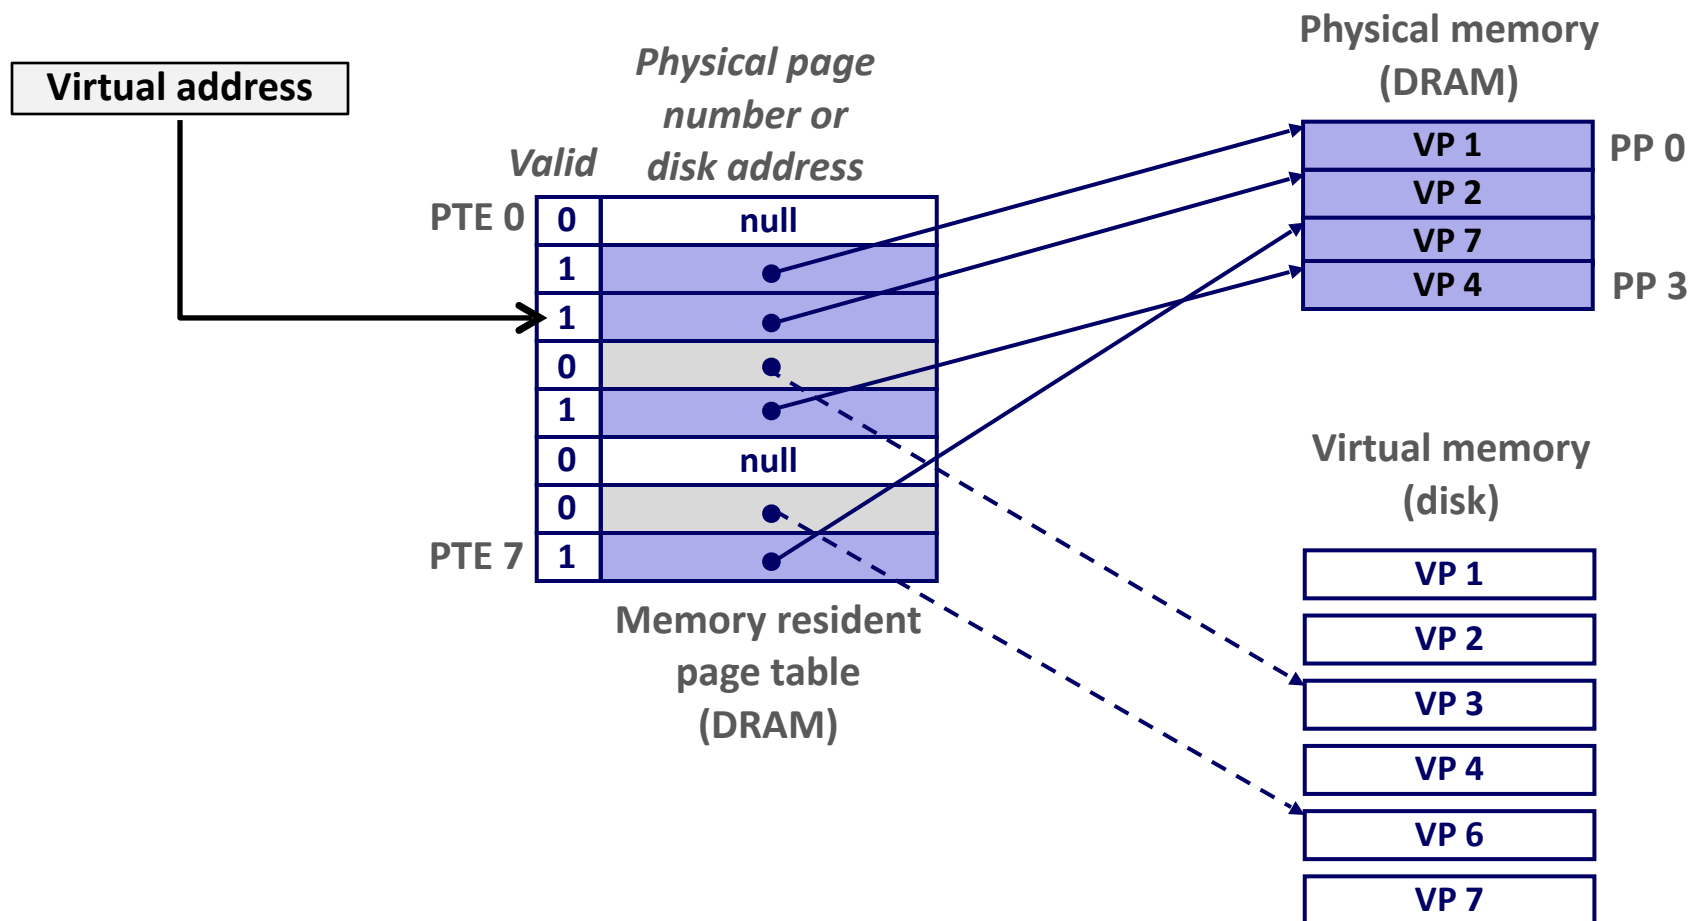 Virtual address
Physical page
number or
disk address
Valid
PTE 0
0
null
1
1
0
1
0
null
0
PTE 7
1
Memory resident
page table
(DRAM)
Physical memory
(DRAM)
VP 1
PP 0
VP 2
VP 7
VP 4
PP 3
Virtual memory
(disk)
VP 1
VP 2
VP 3
VP 4
VP 6
VP 7